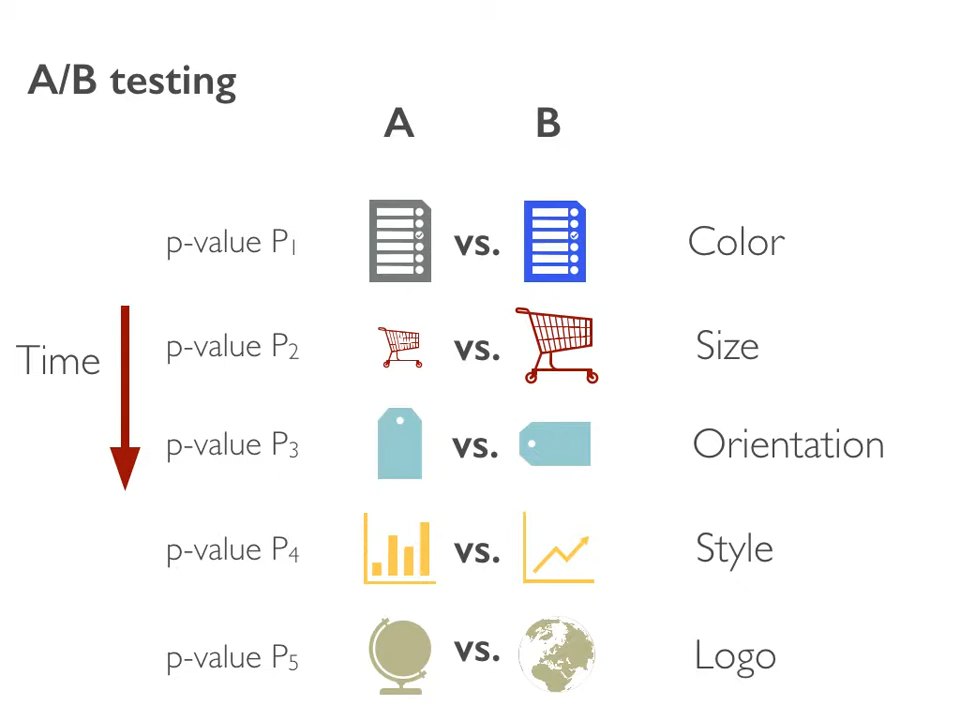 A/B testing
A B
p-value P₁ vs. Color
p-value P₂ vs. Size
Time
p-value P₃ vs. Orientation
p-value P₄ vs. Style
p-value P₅ vs. Logo